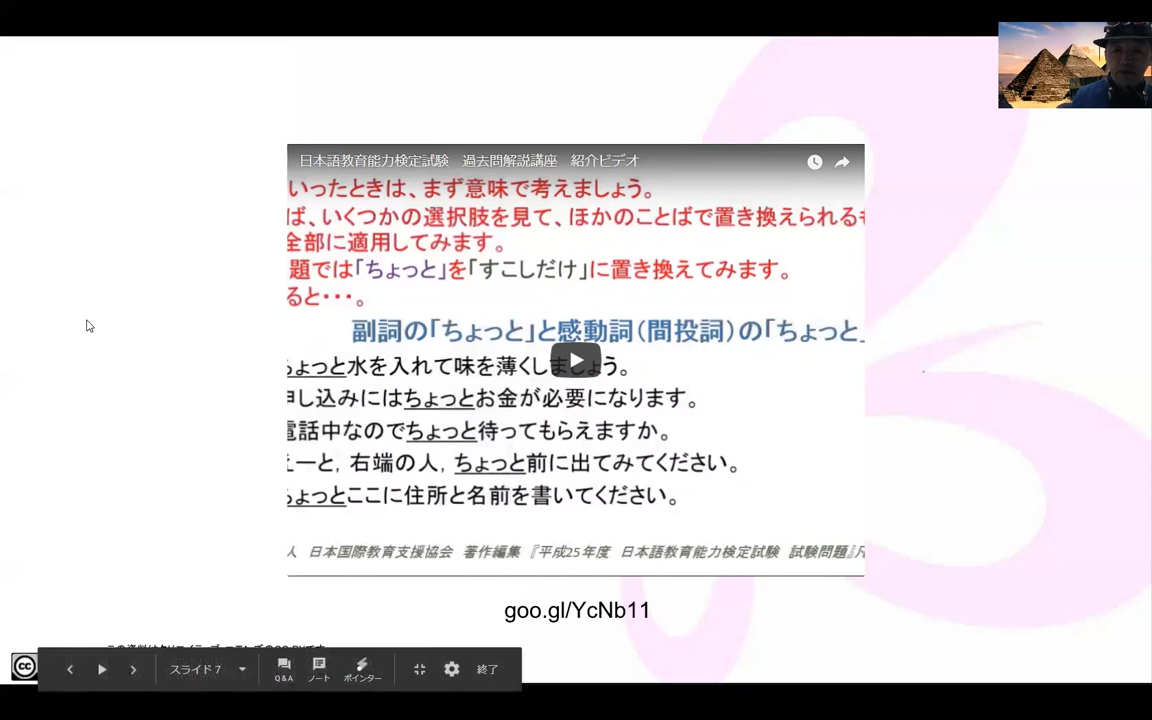 日本語教育能力検定試験 過去問解説講座 紹介ビデオ
いったときは、まず意味で考えましょう。
ば、いくつかの選択肢を見て、ほかのことばで置き換えられる
全部に適用してみます。
題では「ちょっと」を「すこしだけ」に置き換えてみます。
ると・・・。
副詞の「ちょっと」と感動詞(間投詞)の「ちょっと」
ちょっと水を入れて味を薄くしましょう。
申し込みにはちょっとお金が必要になります。
電話中なのでちょっと待ってもらえますか。
えーと, 右端の人, ちょっと前に出てみてください。
ちょっとここに住所と名前を書いてください。
人 日本国際教育支援協会 著作編集 『平成25年度 日本語教育能力検定試験 試験問題』
goo.gl/YcNb11
cc
スライド 7
Q&A
ノート
ポインター
終了